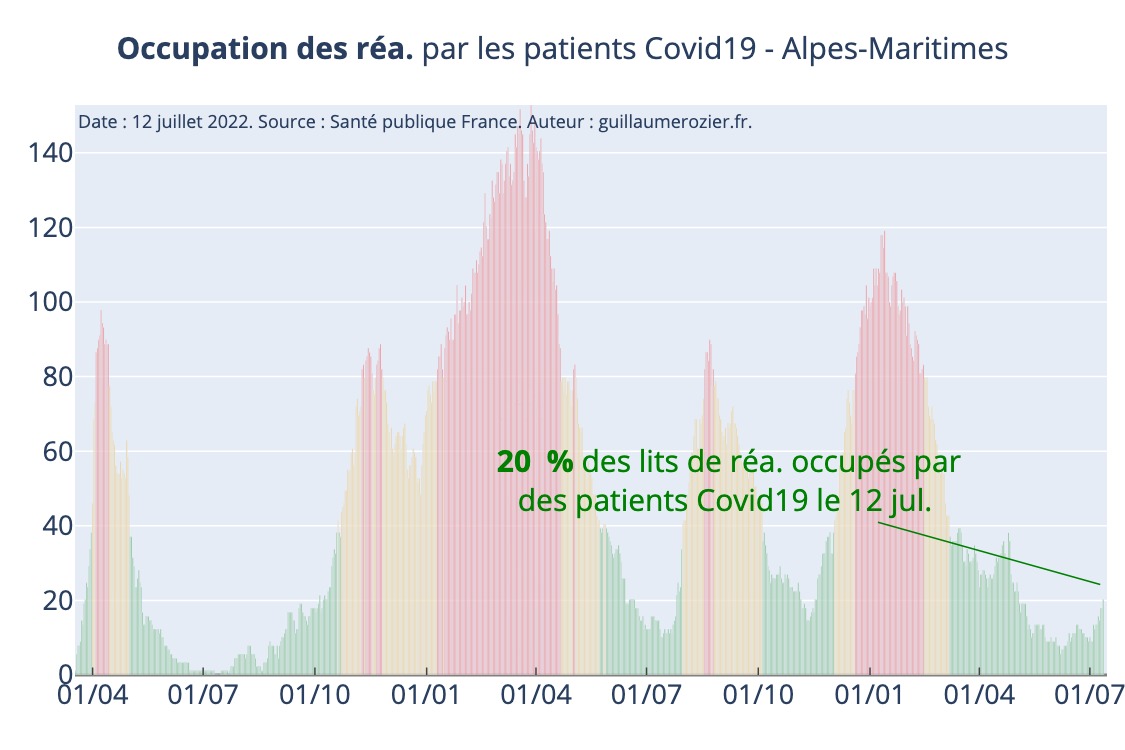 Occupation des réa. par les patients Covid19 - Alpes-Maritimes
Date : 12 juillet 2022. Source : Santé publique France. Auteur : guillaumerozier.fr.
140
120
100
80
60
40
20
0
20 % des lits de réa. occupés par
des patients Covid19 le 12 jul.
01/04 01/07 01/10 01/01 01/04 01/07 01/10 01/01 01/04 01/07